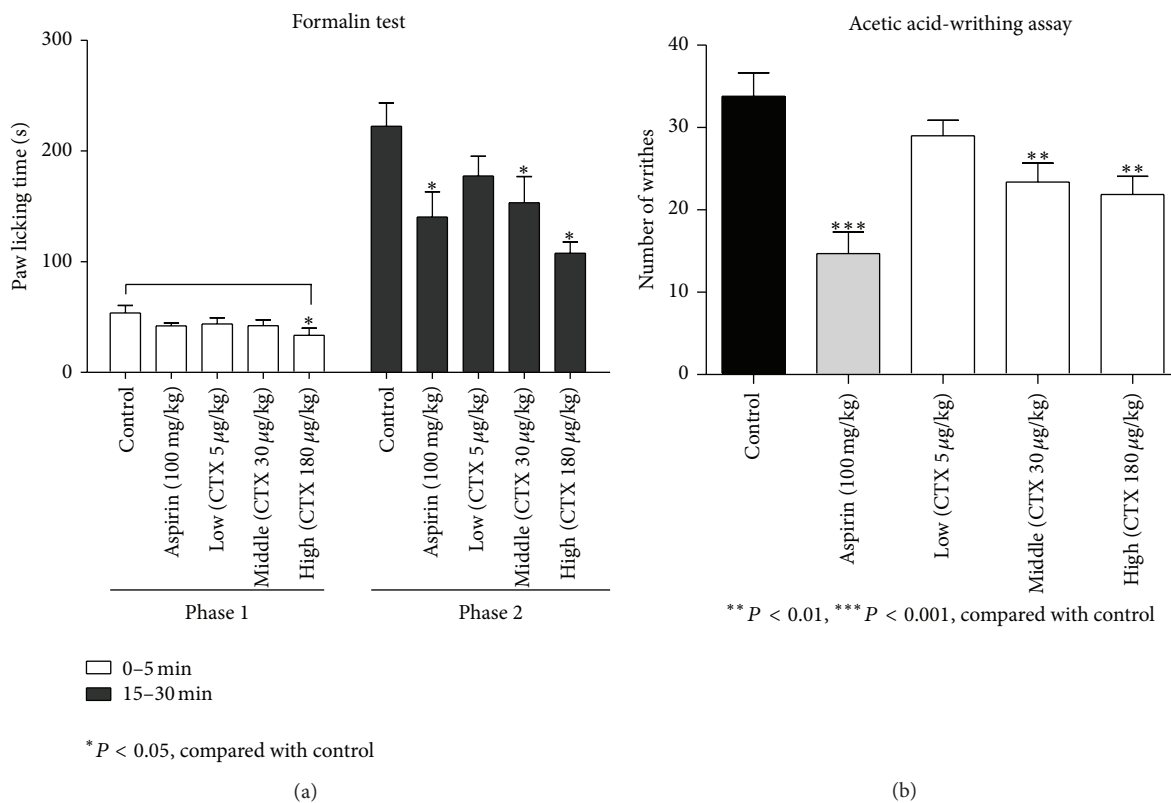 Formalin test
300
200
100
0
Paw licking time (s)
*
*
*
*
Control
Aspirin (100 mg/kg)
Low (CTX 5 μg/kg)
Middle (CTX 30 μg/kg)
High (CTX 180 μg/kg)
Control
Aspirin (100 mg/kg)
Low (CTX 5 μg/kg)
Middle (CTX 30 μg/kg)
High (CTX 180 μg/kg)
Phase 1
Phase 2
0–5 min
15–30 min
*P < 0.05, compared with control
(a)
Acetic acid-writhing assay
40
30
20
10
0
Number of writhes
***
**
**
Control
Aspirin (100 mg/kg)
Low (CTX 5 μg/kg)
Middle (CTX 30 μg/kg)
High (CTX 180 μg/kg)
**P < 0.01, ***P < 0.001, compared with control
(b)